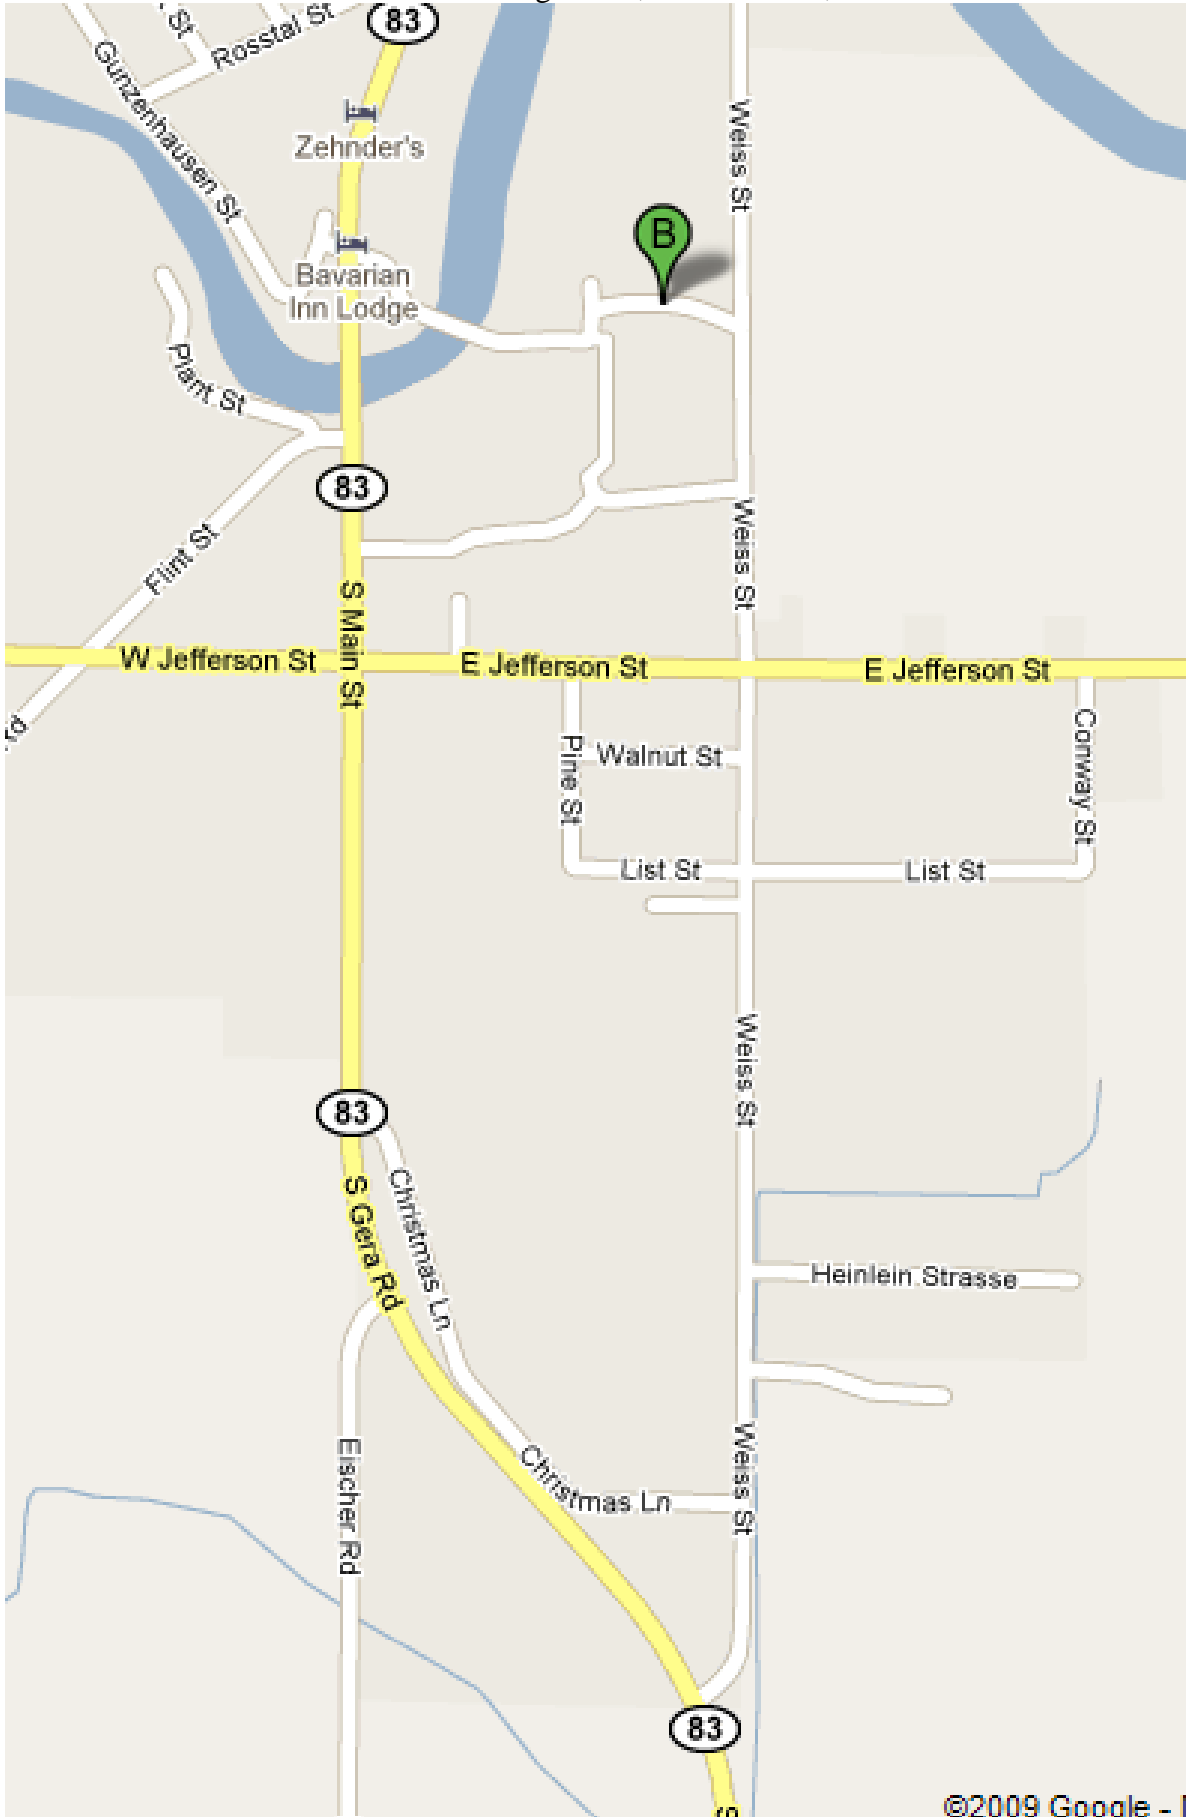 St
Rosstal St
83
Gunzenhausen St
Zehnder's
Weiss St
B
Bavarian
Inn Lodge
Plant St
83
Flint St
Weiss St
S Main St
W Jefferson St
E Jefferson St
E Jefferson St
Rd
Pine St
Walnut St
Conway St
List St
List St
Weiss St
83
Christmas Ln
S Gera Rd
Heinlein Strasse
Weiss St
Eischer Rd
Christmas Ln
83
S
©2009 Google -